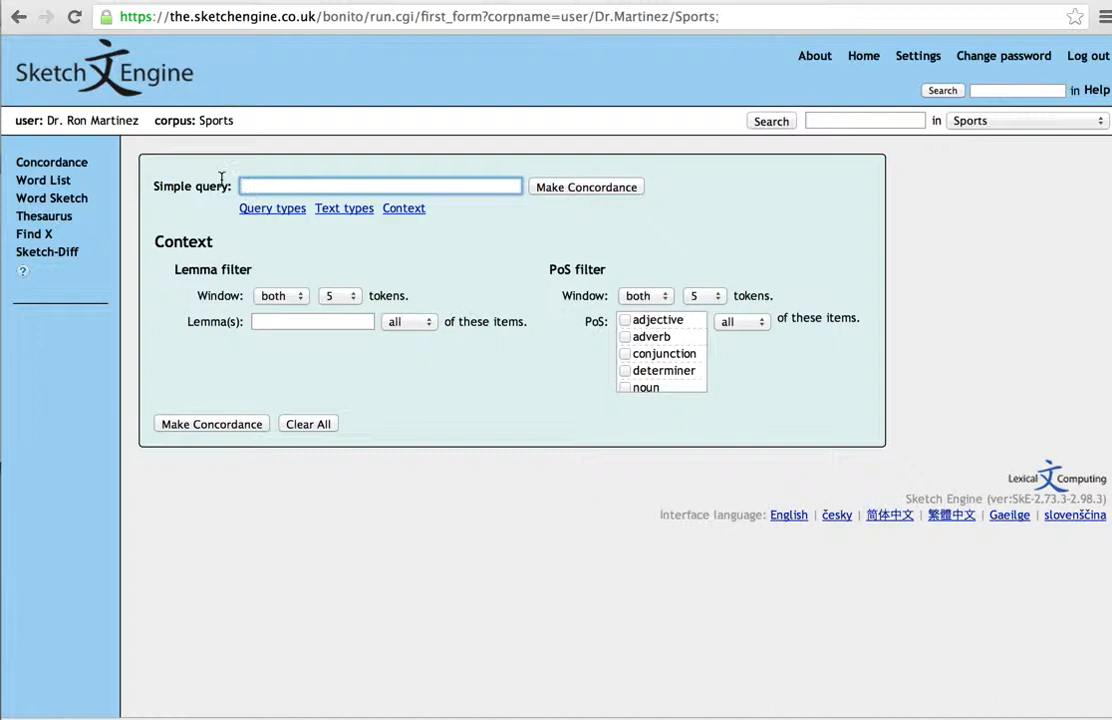 https://the.sketchengine.co.uk/bonito/run.cgi/first_form?corpname=user/Dr.Martinez/Sports;
Sketch 文 Engine
About Home Settings Change password Log out
Search in Help
user: Dr. Ron Martinez corpus: Sports
Search in Sports
Concordance
Word List
Word Sketch
Thesaurus
Find X
Sketch-Diff
?
Simple query: Make Concordance
Query types Text types Context
Context
Lemma filter PoS filter
Window: both 5 tokens. Window: both 5 tokens.
Lemma(s): all of these items. PoS: adjective all of these items.
adverb
conjunction
determiner
noun
Make Concordance Clear All
Lexical 文 Computing
Sketch Engine (ver:SkE-2.73.3-2.98.3)
Interface language: English | česky | 简体中文 | 繁體中文 | Gaeilge | slovenščina